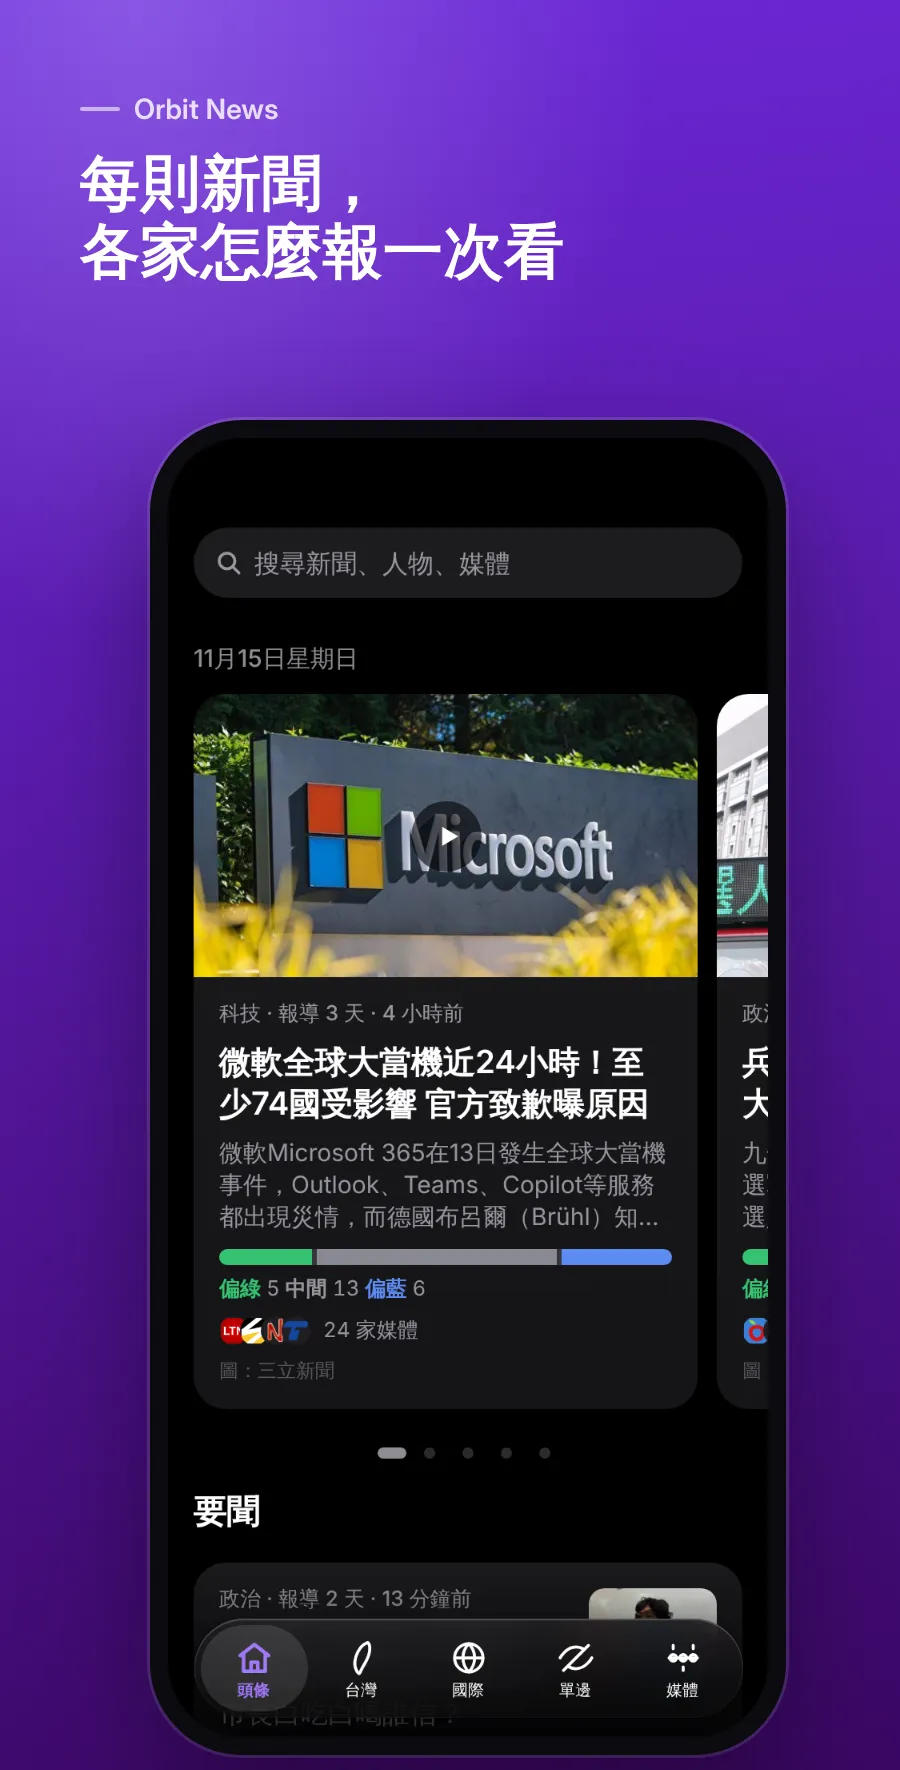 Orbit News
每則新聞，
各家怎麼報一次看
搜尋新聞、人物、媒體
11月15日星期日
Microsoft
選人
科技 · 報導 3 天 · 4 小時前
微軟全球大當機近24小時！至
少74國受影響 官方致歉曝原因
微軟Microsoft 365在13日發生全球大當機
事件，Outlook、Teams、Copilot等服務
都出現災情，而德國布呂爾（Brühl）知...
偏綠 5 中間 13 偏藍 6
LTN
24 家媒體
圖：三立新聞
政治
兵
大
九
選
選
偏綠
圖
要聞
政治 · 報導 2 天 · 13 分鐘前
頭條
台灣
國際
單邊
媒體